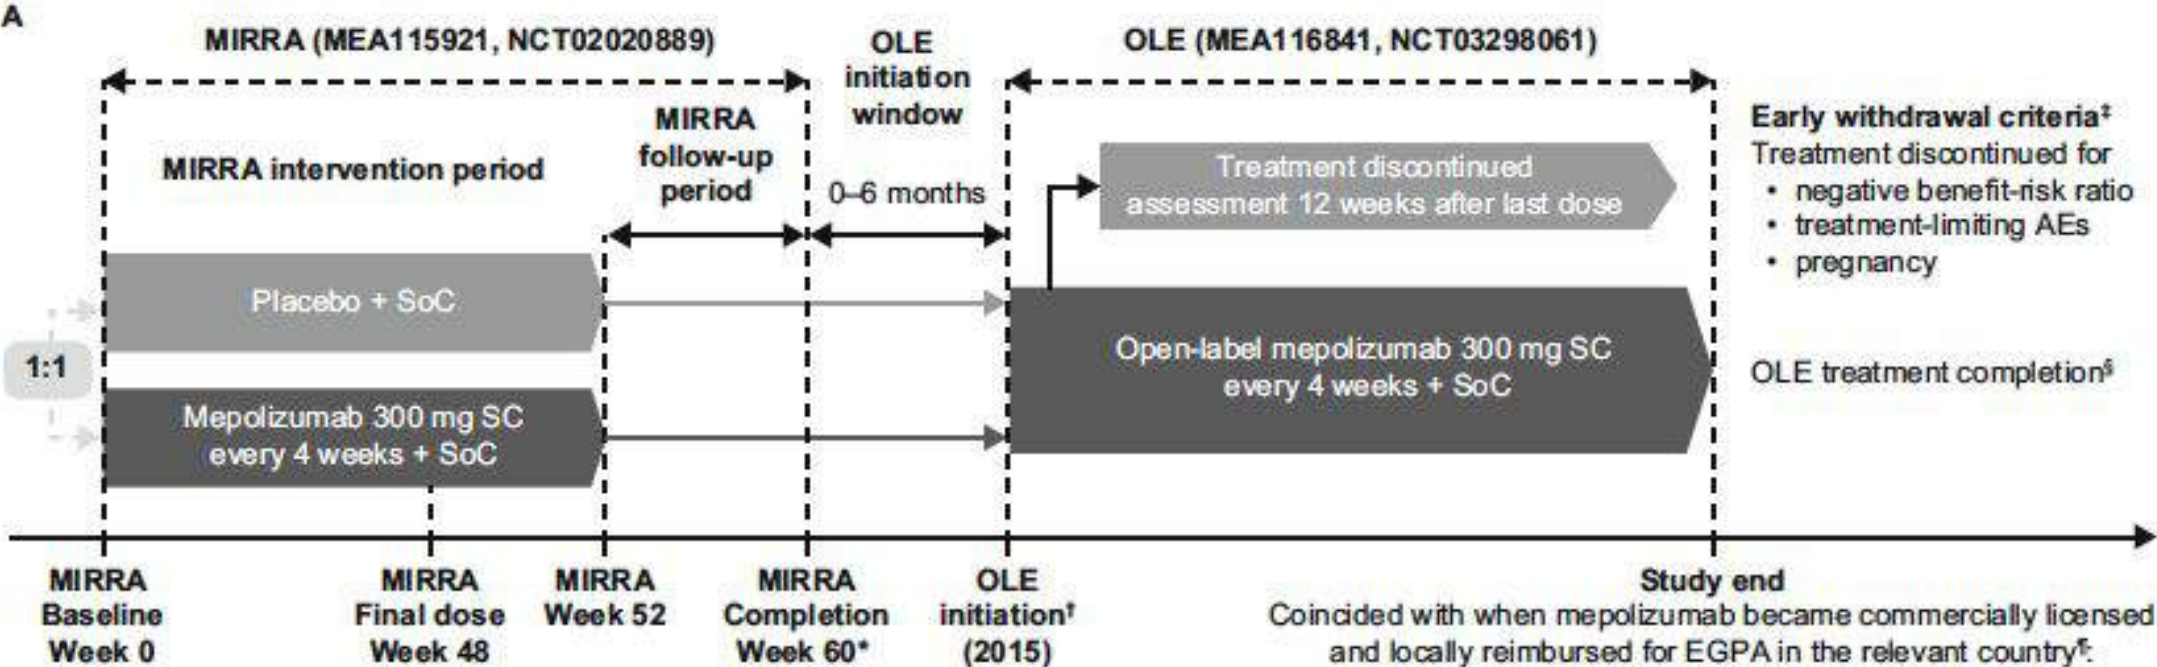 A
MIRRA (MEA115921, NCT02020889)
OLE
initiation
window
OLE (MEA116841, NCT03298061)
MIRRA intervention period
MIRRA
follow-up
period
0–6 months
Treatment discontinued
assessment 12 weeks after last dose
Early withdrawal criteria‡
Treatment discontinued for
• negative benefit-risk ratio
• treatment-limiting AEs
• pregnancy
1:1
Placebo + SoC
Mepolizumab 300 mg SC
every 4 weeks + SoC
Open-label mepolizumab 300 mg SC
every 4 weeks + SoC
OLE treatment completion§
MIRRA
Baseline
Week 0
MIRRA
Final dose
Week 48
MIRRA
Week 52
MIRRA
Completion
Week 60*
OLE
initiation†
(2015)
Study end
Coincided with when mepolizumab became commercially licensed
and locally reimbursed for EGPA in the relevant country¶.